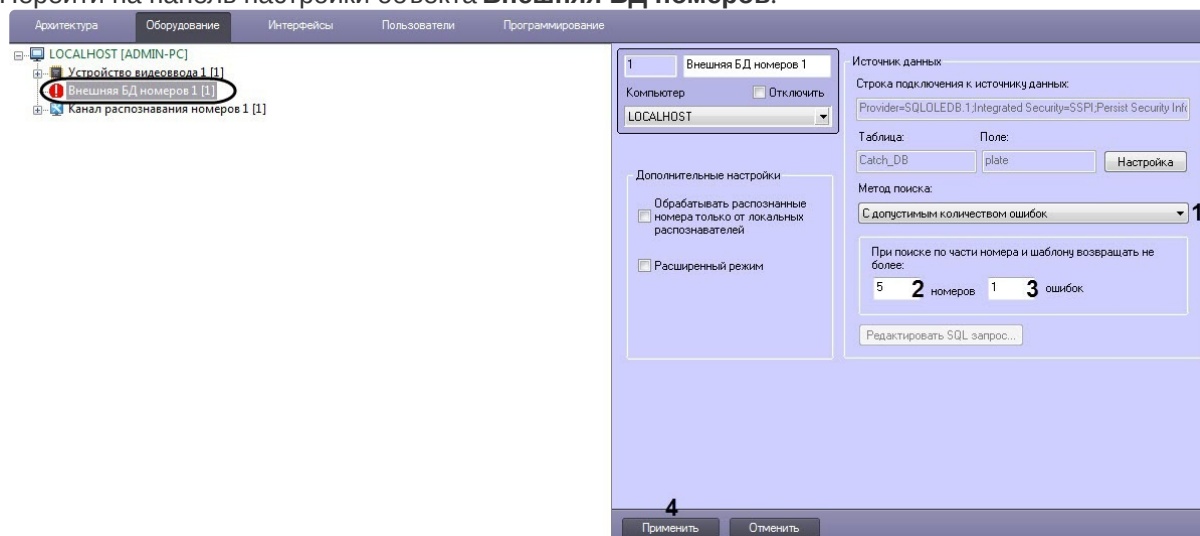 Перейти на панель настройки объекта Внешняя БД номеров.
Архитектура Оборудование Интерфейсы Пользователи Программирование
LOCALHOST [ADMIN-PC]
Устройство видеоввода 1 [1]
Внешняя БД номеров 1 [1]
Канал распознавания номеров 1 [1]
1 Внешняя БД номеров 1
Компьютер Отключить
LOCALHOST
Дополнительные настройки
Обрабатывать распознанные
номера только от локальных
распознавателей
Расширенный режим
Источник данных
Строка подключения к источнику данных:
Provider=SQLOLEDB.1;Integrated Security=SSPI;Persist Security Info
Таблица: Поле:
Catch_DB plate Настройка
Метод поиска:
С допустимым количеством ошибок 1
При поиске по части номера и шаблону возвращать не
более:
5 2 номеров 1 3 ошибок
Редактировать SQL запрос...
4
Применить Отменить